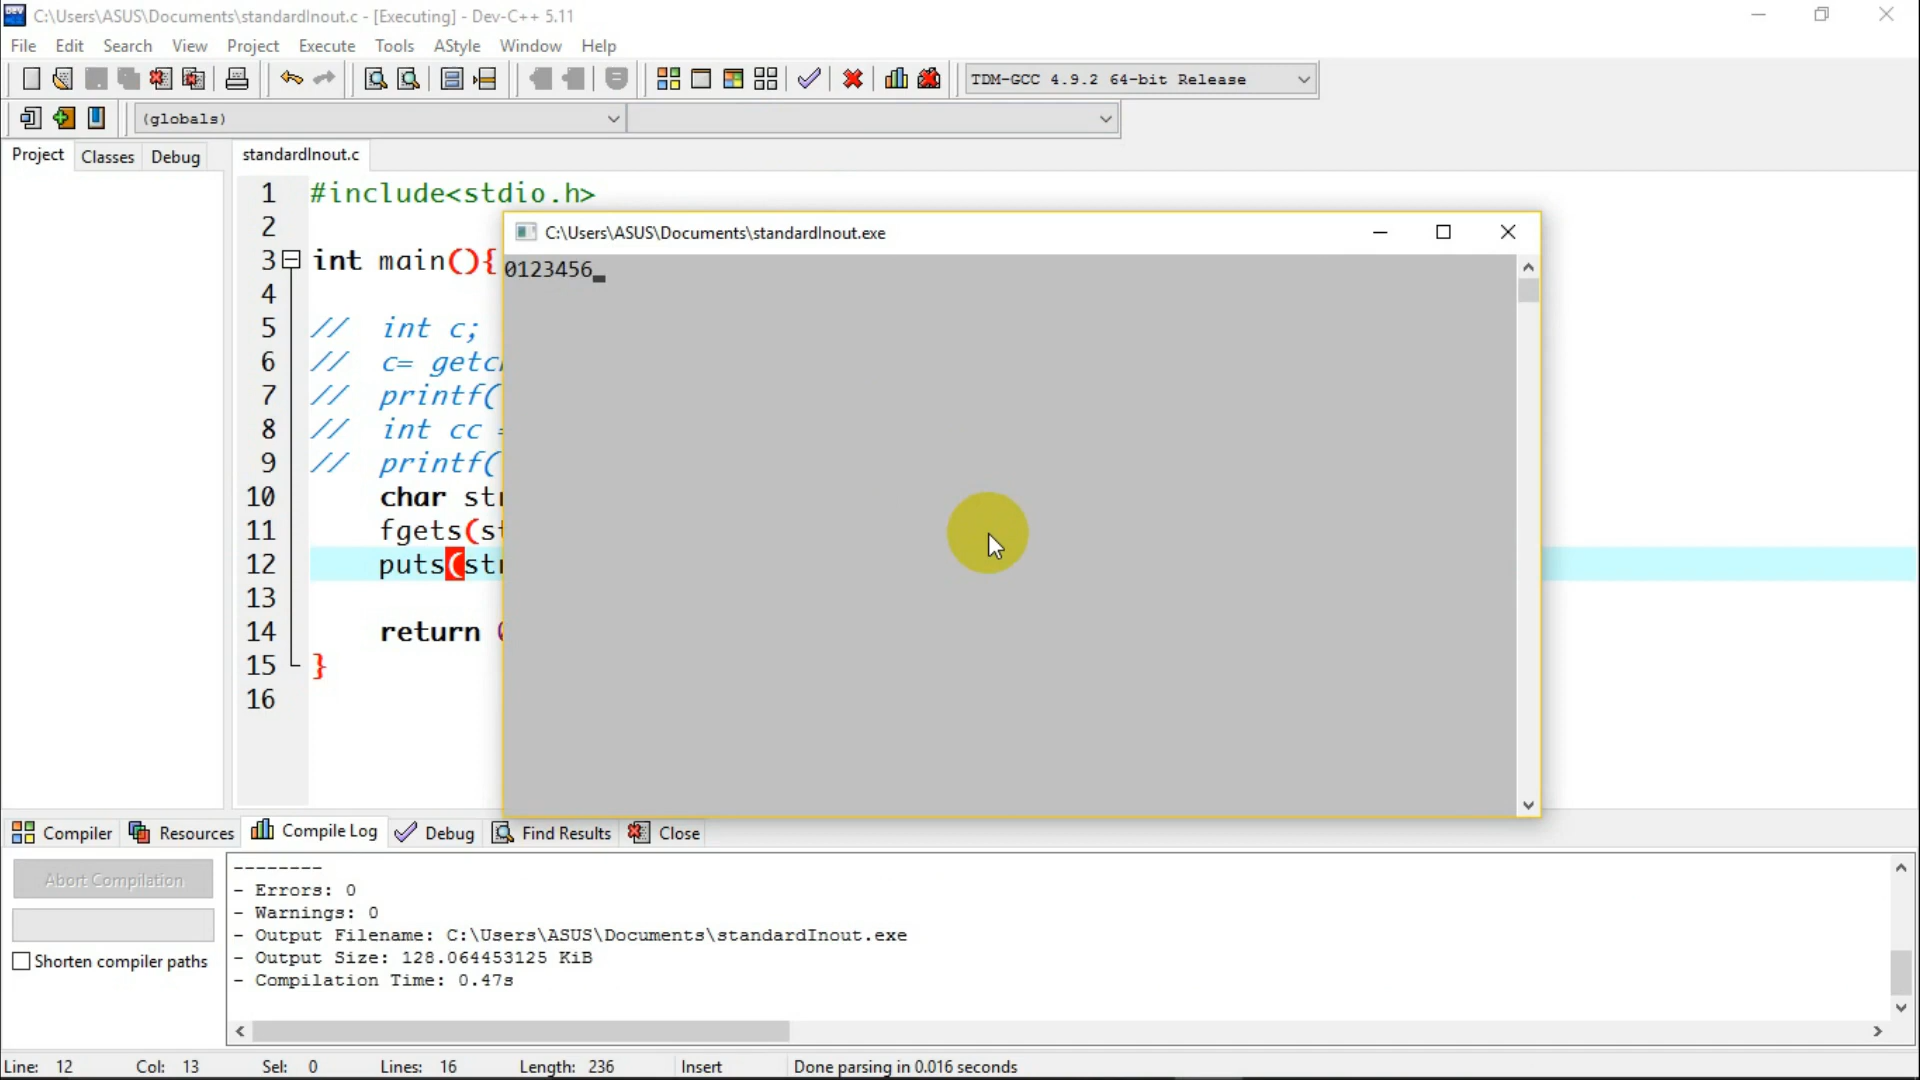 C:\Users\ASUS\Documents\standardInout.c - [Executing] - Dev-C++ 5.11
File Edit Search View Project Execute Tools AStyle Window Help
TDM-GCC 4.9.2 64-bit Release
(globals)
Project Classes Debug
standardInout.c
1 #include<stdio.h>
2
3 int main(){
4
5 // int c;
6 // c= getc
7 // printf(
8 // int cc =
9 // printf(
10 char str
11 fgets(st
12 puts(str
13
14 return 0
15 }
16
C:\Users\ASUS\Documents\standardInout.exe
0123456_
Compiler Resources Compile Log Debug Find Results Close
Abort Compilation
Shorten compiler paths
--------
- Errors: 0
- Warnings: 0
- Output Filename: C:\Users\ASUS\Documents\standardInout.exe
- Output Size: 128.064453125 KiB
- Compilation Time: 0.47s
Line: 12 Col: 13 Sel: 0 Lines: 16 Length: 236 Insert Done parsing in 0.016 seconds